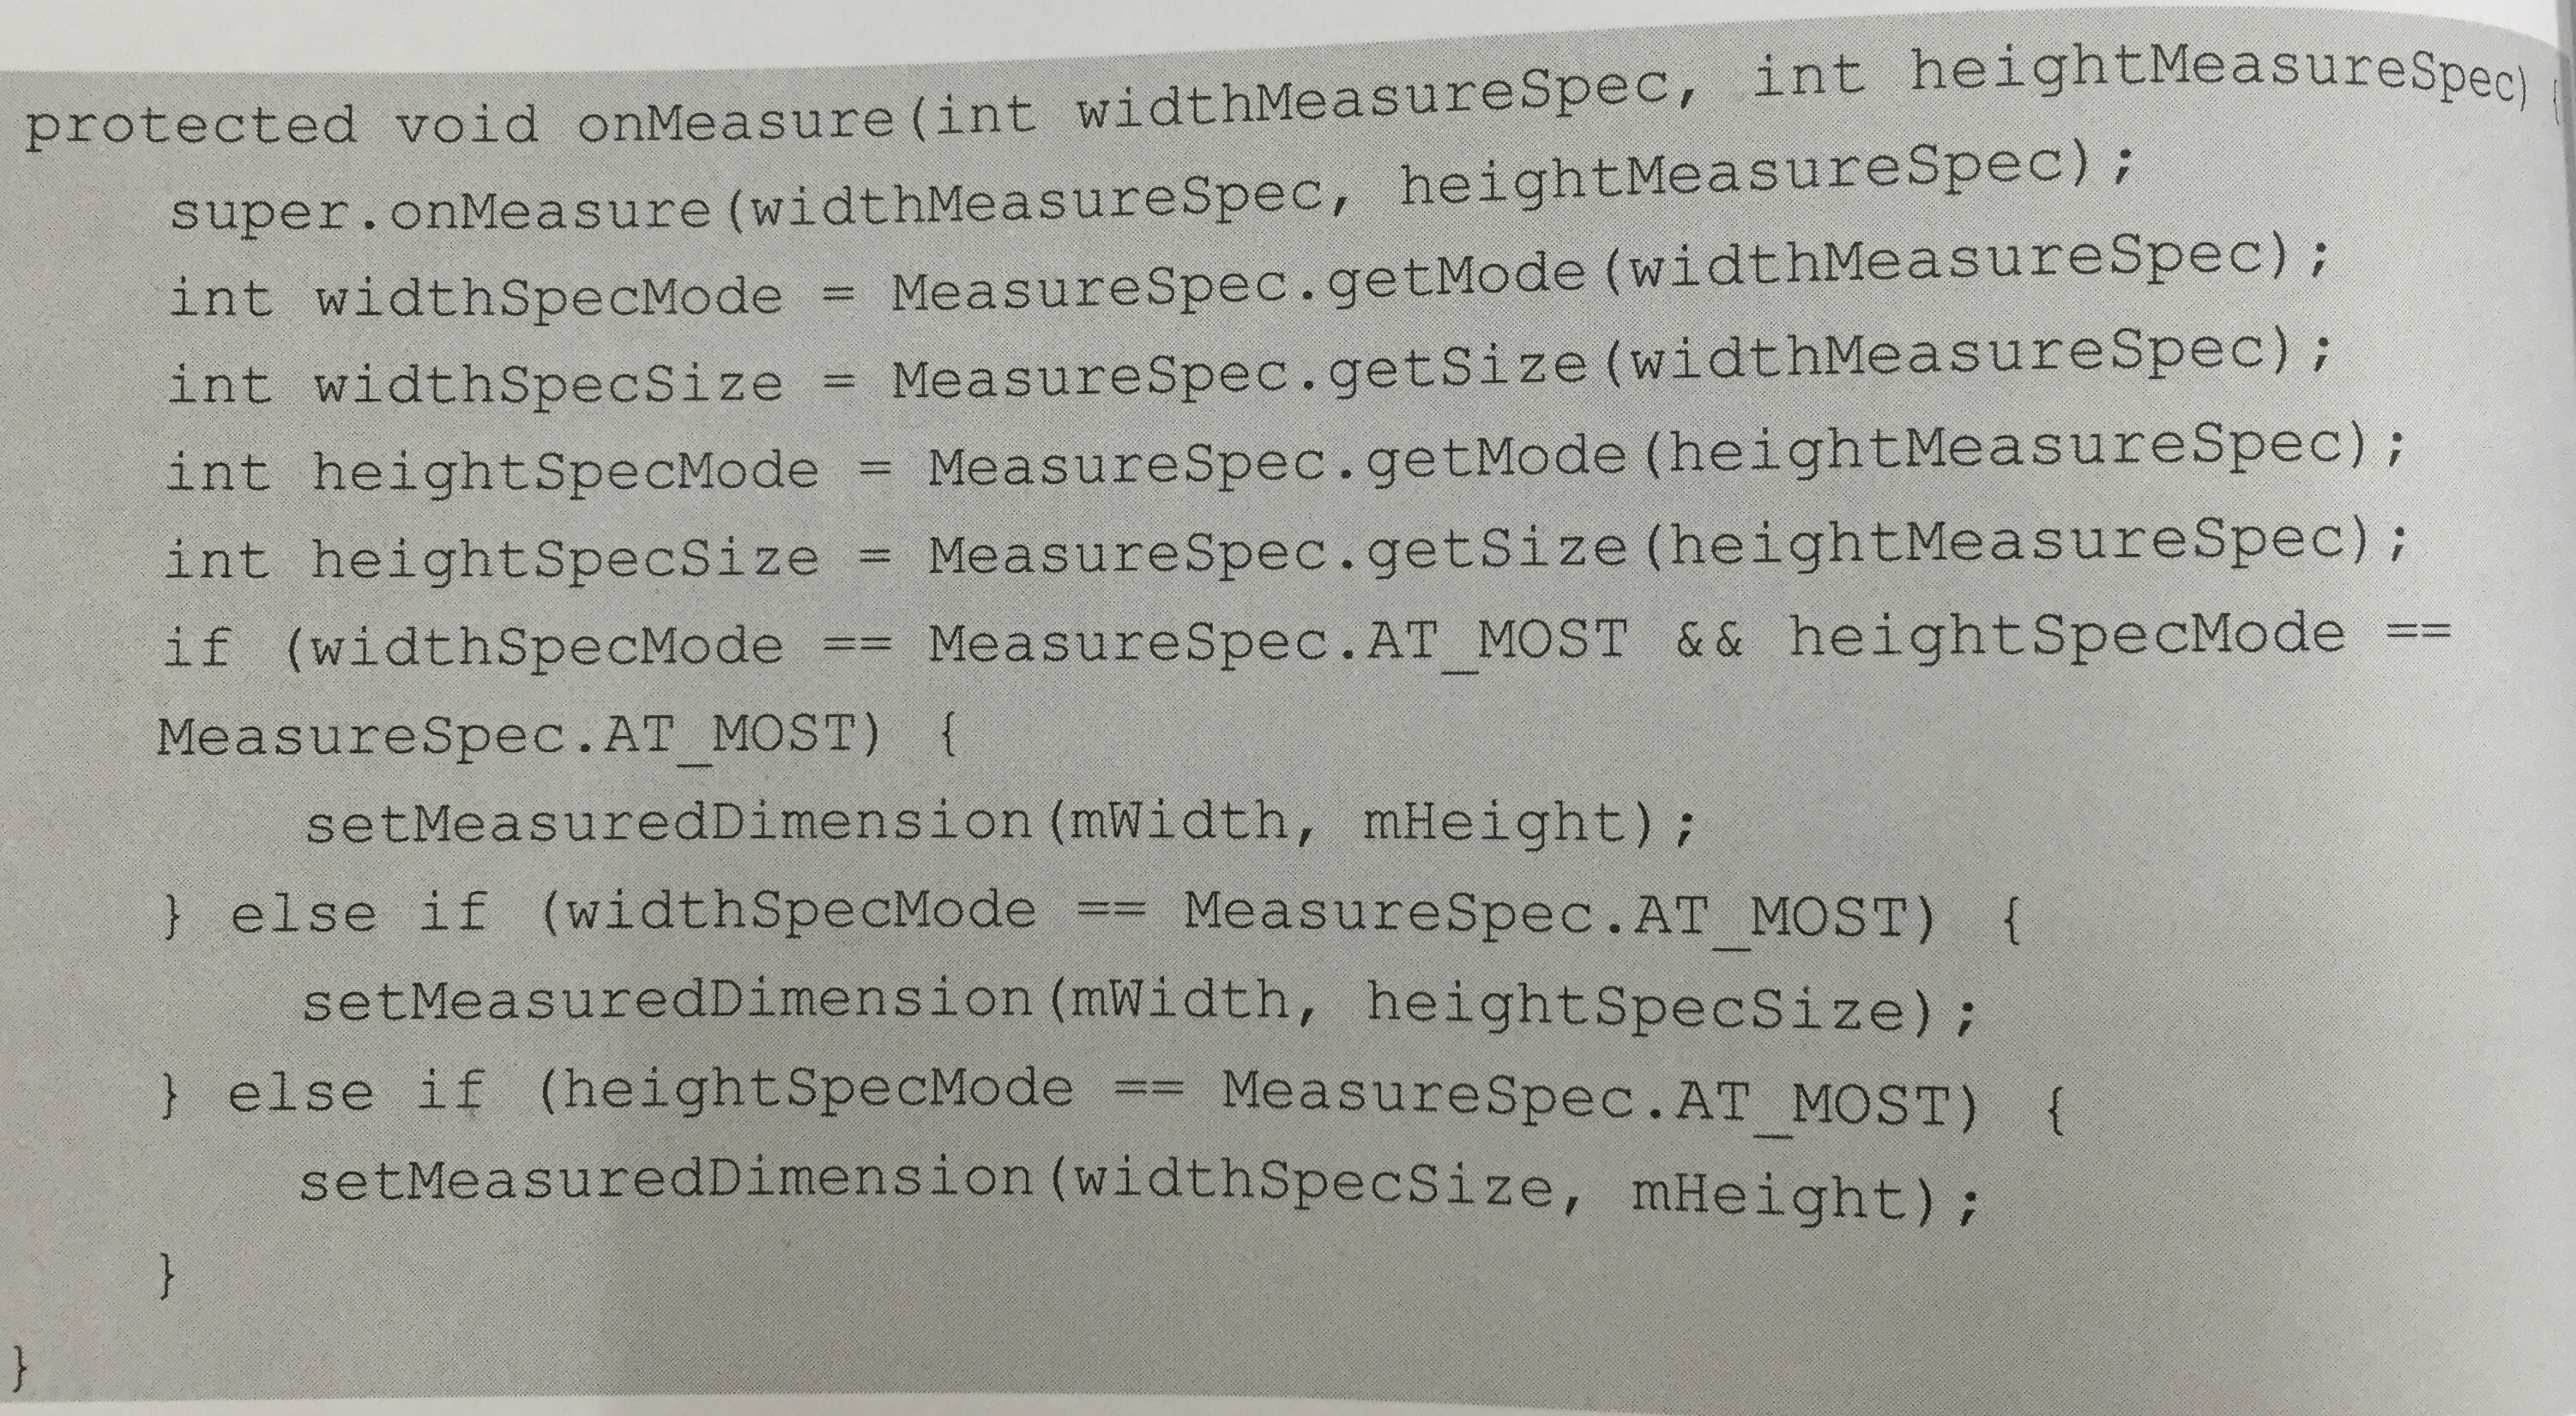 protected void onMeasure(int widthMeasureSpec, int heightMeasureSpec) {
super.onMeasure(widthMeasureSpec, heightMeasureSpec);
int widthSpecMode = MeasureSpec.getMode(widthMeasureSpec);
int widthSpecSize = MeasureSpec.getSize(widthMeasureSpec);
int heightSpecMode = MeasureSpec.getMode(heightMeasureSpec);
int heightSpecSize = MeasureSpec.getSize(heightMeasureSpec);
if (widthSpecMode == MeasureSpec.AT_MOST && heightSpecMode ==
MeasureSpec.AT_MOST) {
setMeasuredDimension(mWidth, mHeight);
} else if (widthSpecMode == MeasureSpec.AT_MOST) {
setMeasuredDimension(mWidth, heightSpecSize);
} else if (heightSpecMode == MeasureSpec.AT_MOST) {
setMeasuredDimension(widthSpecSize, mHeight);
}
}